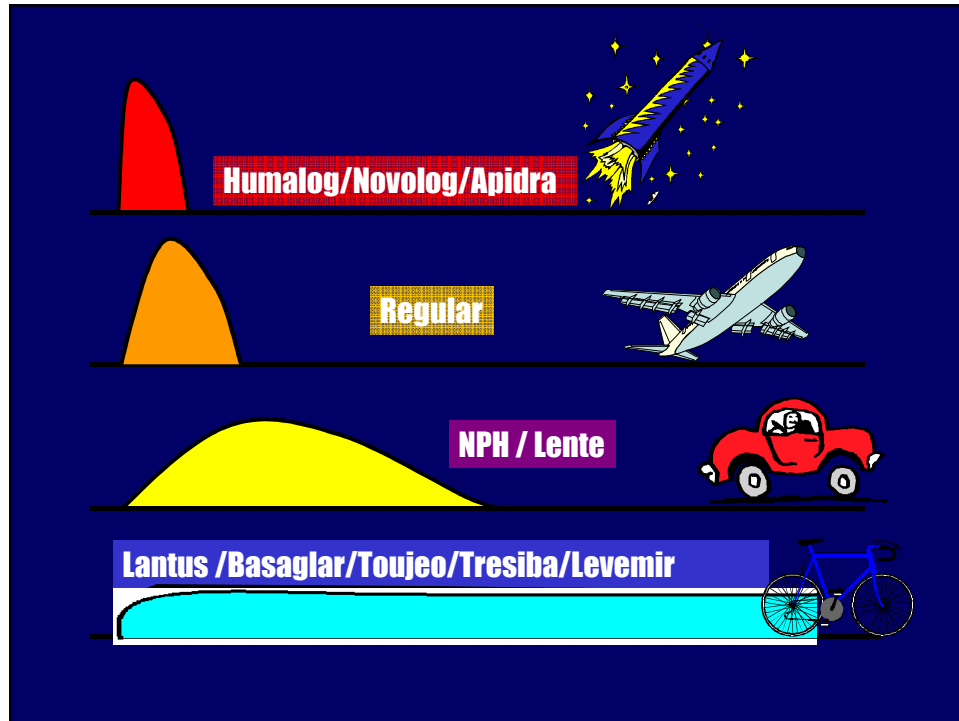 Humalog/Novolog/Apidra
Regular
NPH / Lente
Lantus /Basaglar/Toujeo/Tresiba/Levemir